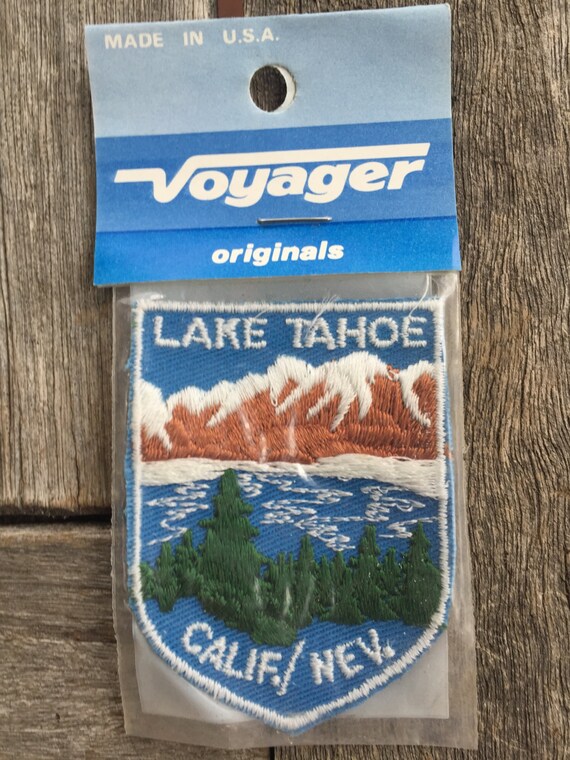 MADE IN U.S.A.
Voyager
originals
LAKE TAHOE
CALIF./ NEV.